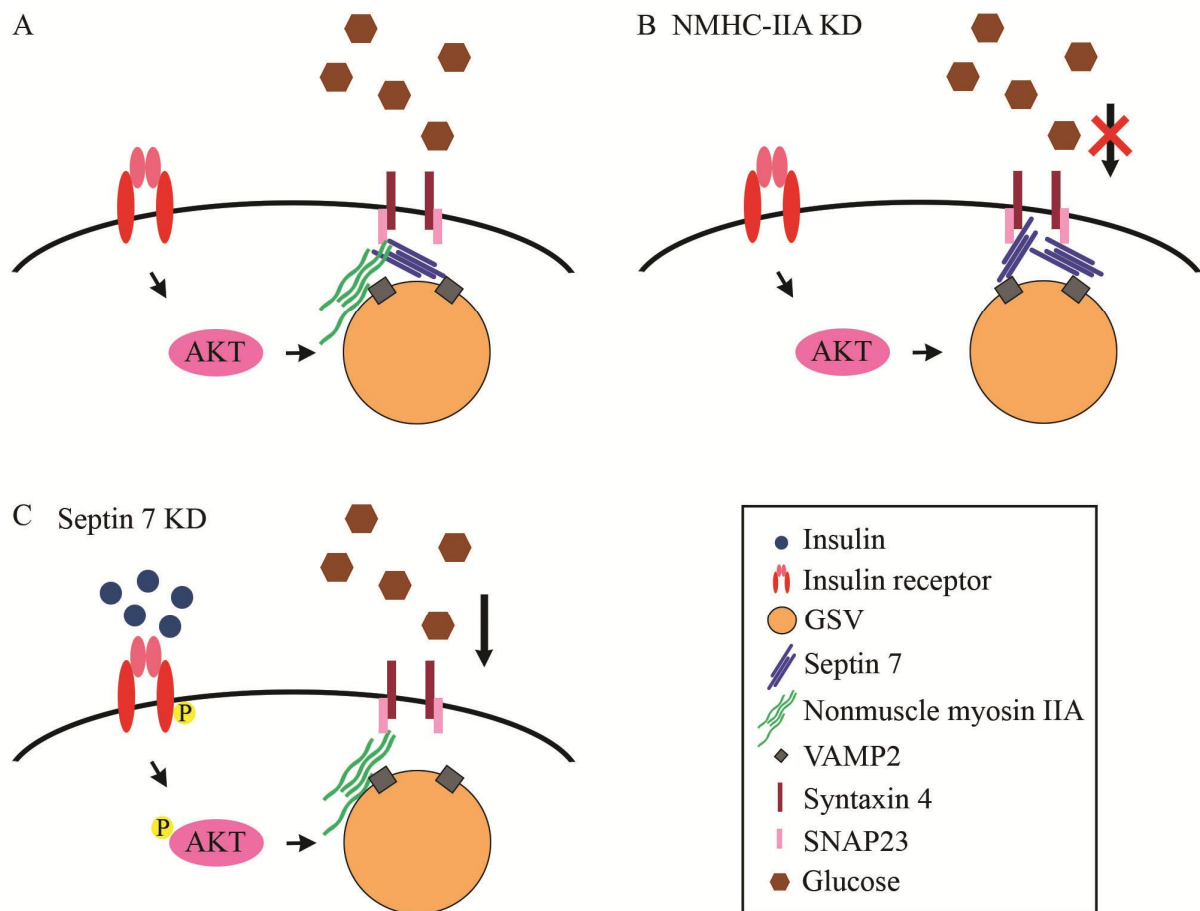 A
B NMHC-IIA KD
AKT
AKT
C Septin 7 KD
P
P
AKT
Insulin
Insulin receptor
GSV
Septin 7
Nonmuscle myosin IIA
VAMP2
Syntaxin 4
SNAP23
Glucose